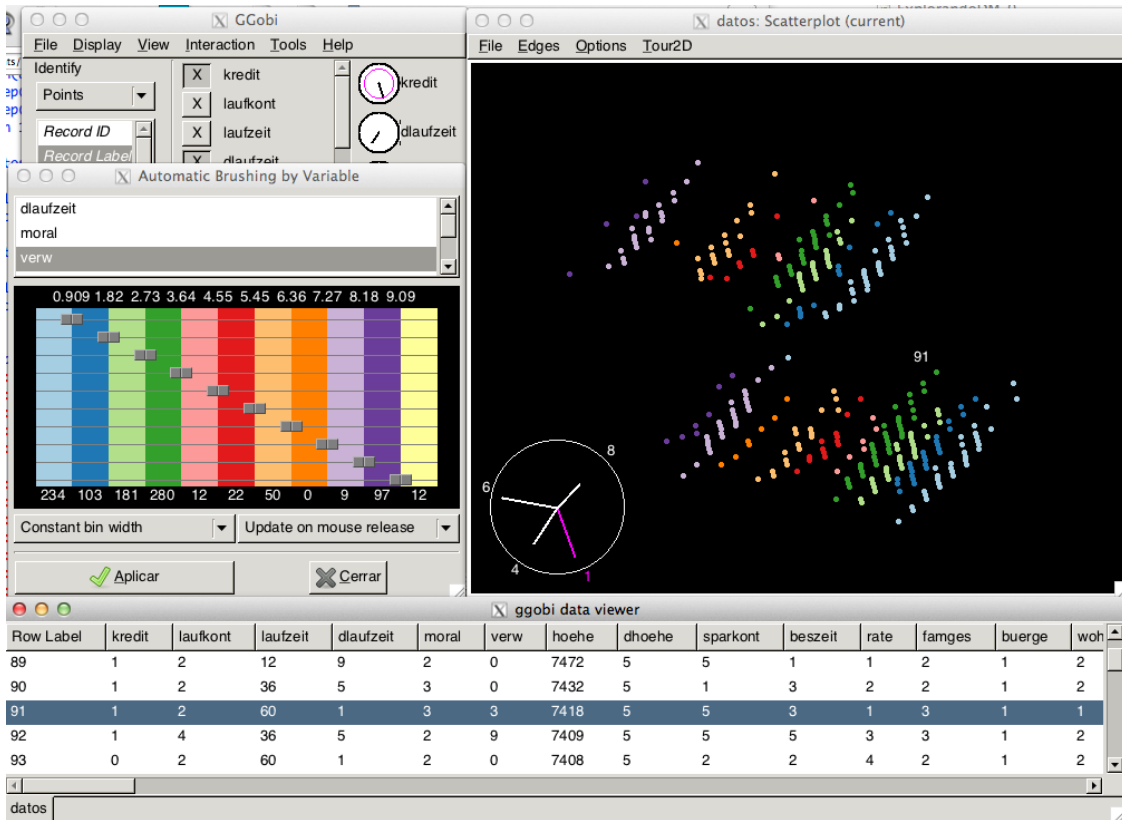 GGobi
File Display View Interaction Tools Help
Identify
Points
Record ID
Record Label
X kredit
X laufkont
X laufzeit
X dlaufzeit
kredit
dlaufzeit
Automatic Brushing by Variable
dlaufzeit
moral
verw
0.909 1.82 2.73 3.64 4.55 5.45 6.36 7.27 8.18 9.09
234 103 181 280 12 22 50 0 9 97 12
Constant bin width
Update on mouse release
Aplicar
Cerrar
datos: Scatterplot (current)
File Edges Options Tour2D
91
8
6
4
1
ggobi data viewer
Row Label kredit laufkont laufzeit dlaufzeit moral verw hoehe dhoehe sparkont beszeit rate famges buerge woh
89 1 2 12 9 2 0 7472 5 5 1 1 2 1 2
90 1 2 36 5 3 0 7432 5 1 3 2 2 1 2
91 1 2 60 1 3 3 7418 5 5 3 1 3 1 1
92 1 4 36 5 2 9 7409 5 5 5 3 3 1 2
93 0 2 60 1 2 0 7408 5 2 2 4 2 1 2
datos